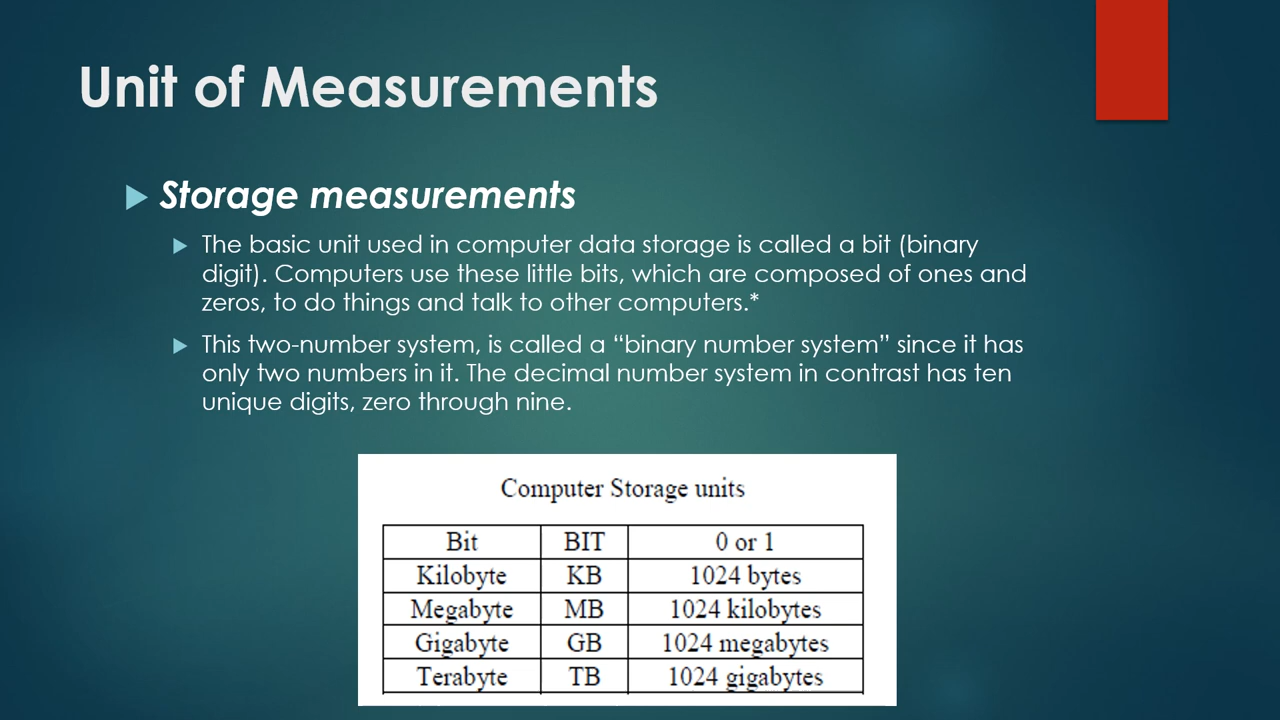 Unit of Measurements
Storage measurements
The basic unit used in computer data storage is called a bit (binary
digit). Computers use these little bits, which are composed of ones and
zeros, to do things and talk to other computers.*
This two-number system, is called a “binary number system” since it has
only two numbers in it. The decimal number system in contrast has ten
unique digits, zero through nine.
Computer Storage units
Bit BIT 0 or 1
Kilobyte KB 1024 bytes
Megabyte MB 1024 kilobytes
Gigabyte GB 1024 megabytes
Terabyte TB 1024 gigabytes